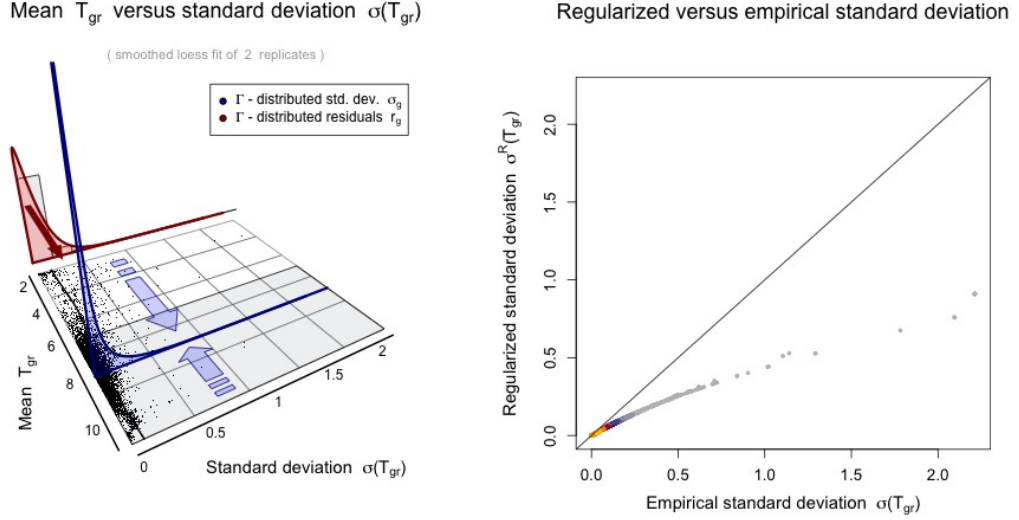 Mean T_gr versus standard deviation σ(T_gr)
( smoothed loess fit of 2 replicates )
Γ - distributed std. dev. σ_g
Γ - distributed residuals r_g
2
4
6
8
10
Mean T_gr
0
0.5
1
1.5
2
Standard deviation σ(T_gr)
Regularized versus empirical standard deviation
Regularized standard deviation σ^R(T_gr)
2.0
1.5
1.0
0.5
0.0
0.0 0.5 1.0 1.5 2.0
Empirical standard deviation σ(T_gr)